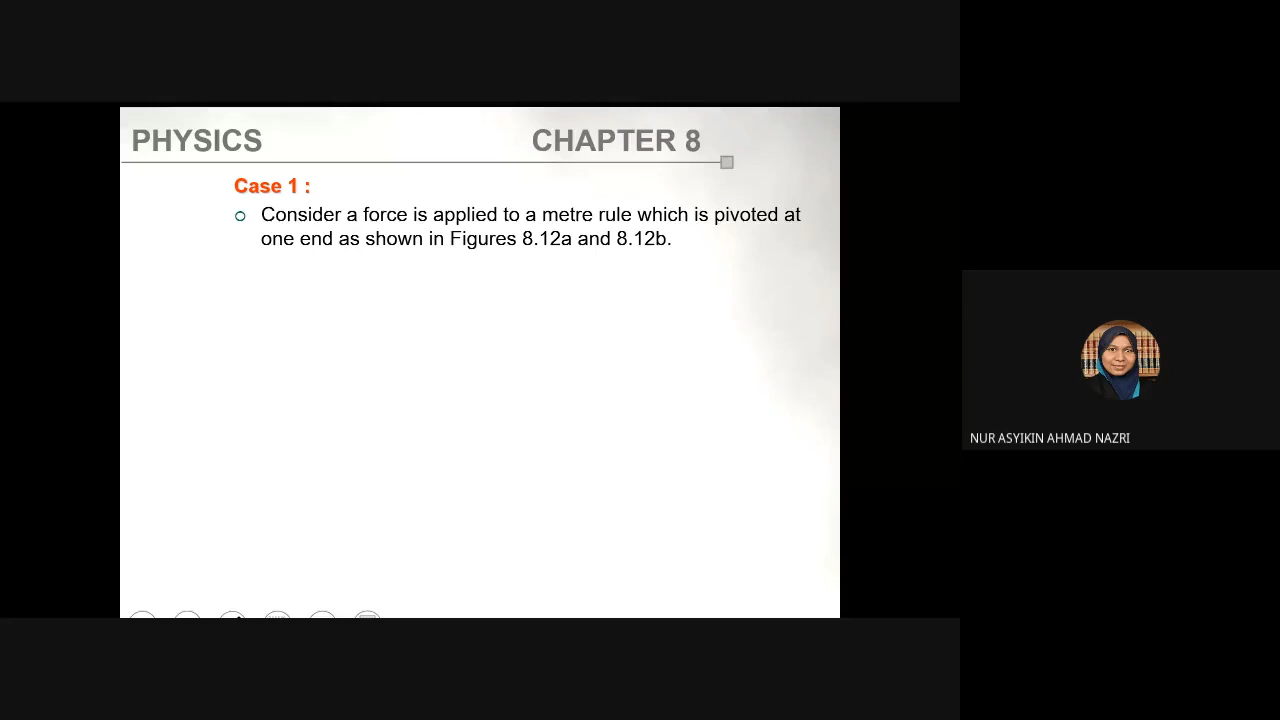 PHYSICS CHAPTER 8
Case 1 :
Consider a force is applied to a metre rule which is pivoted at
one end as shown in Figures 8.12a and 8.12b.
NUR ASYIKIN AHMAD NAZRI